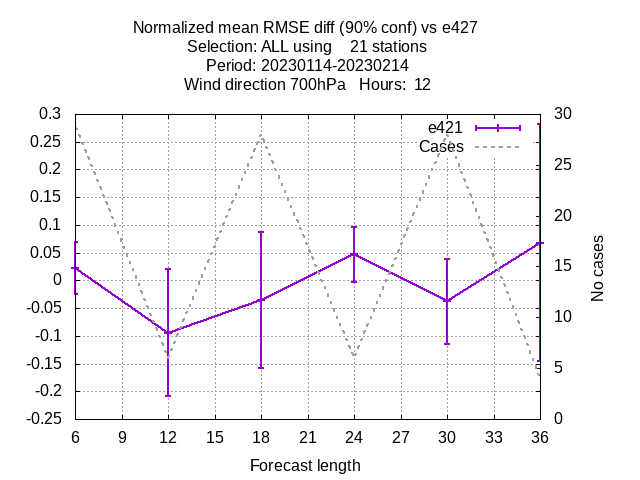 Normalized mean RMSE diff (90% conf) vs e427
Selection: ALL using 21 stations
Period: 20230114-20230214
Wind direction 700hPa Hours: 12
0.3
0.25
0.2
0.15
0.1
0.05
0
-0.05
-0.1
-0.15
-0.2
-0.25
e421
Cases
30
25
20
15
10
5
0
No cases
6 9 12 15 18 21 24 27 30 33 36
Forecast length